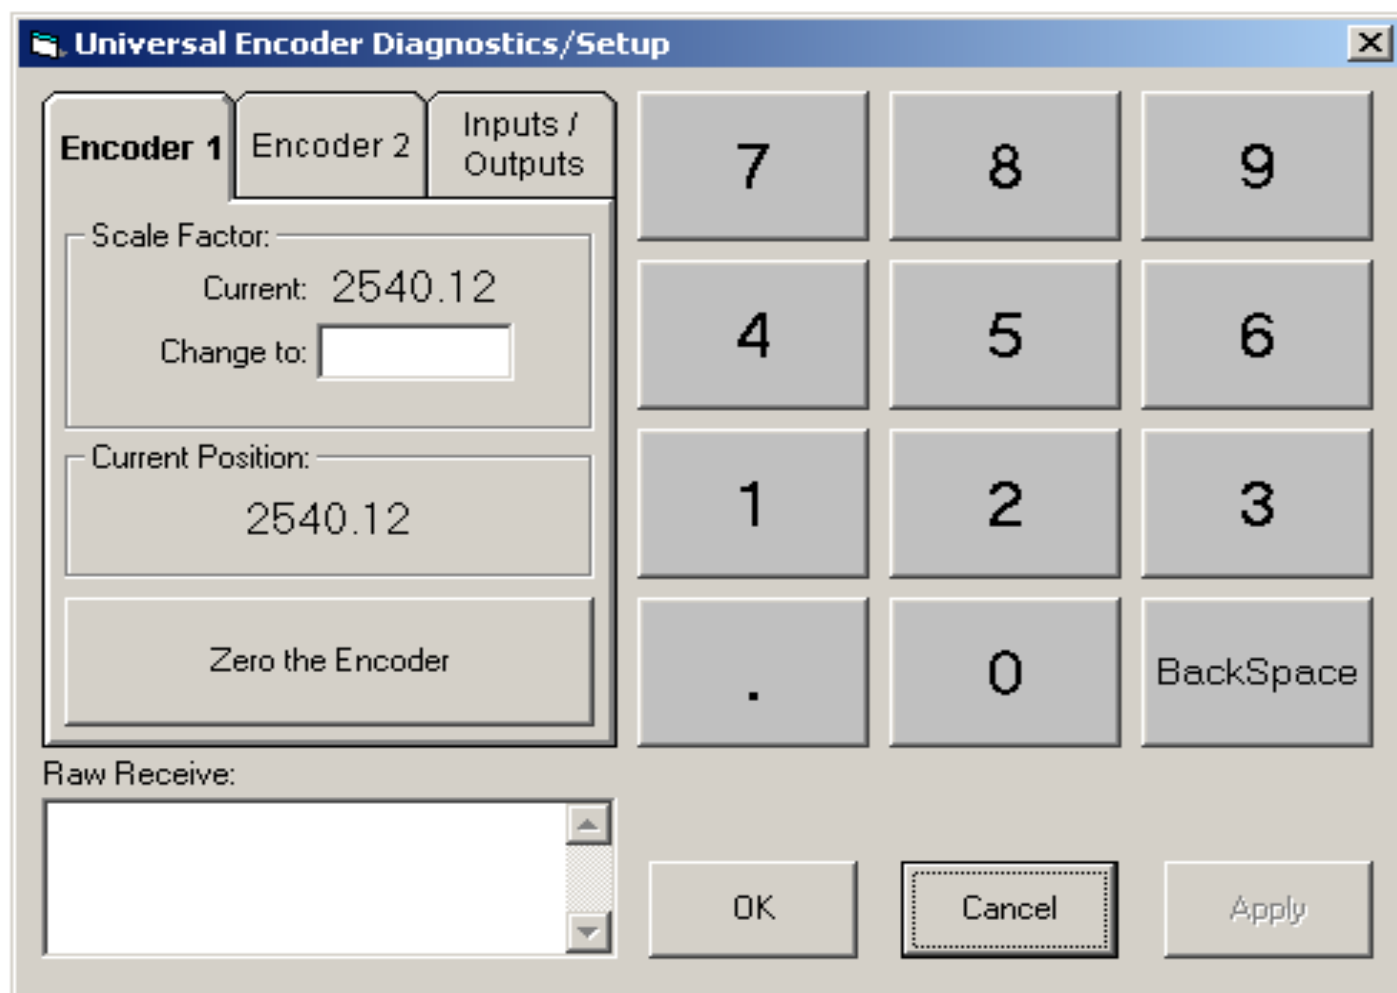 Universal Encoder Diagnostics/Setup
Encoder 1
Encoder 2
Inputs /
Outputs
Scale Factor:
Current: 2540.12
Change to:
Current Position:
2540.12
Zero the Encoder
Raw Receive:
7 8 9
4 5 6
1 2 3
. 0 BackSpace
OK Cancel Apply